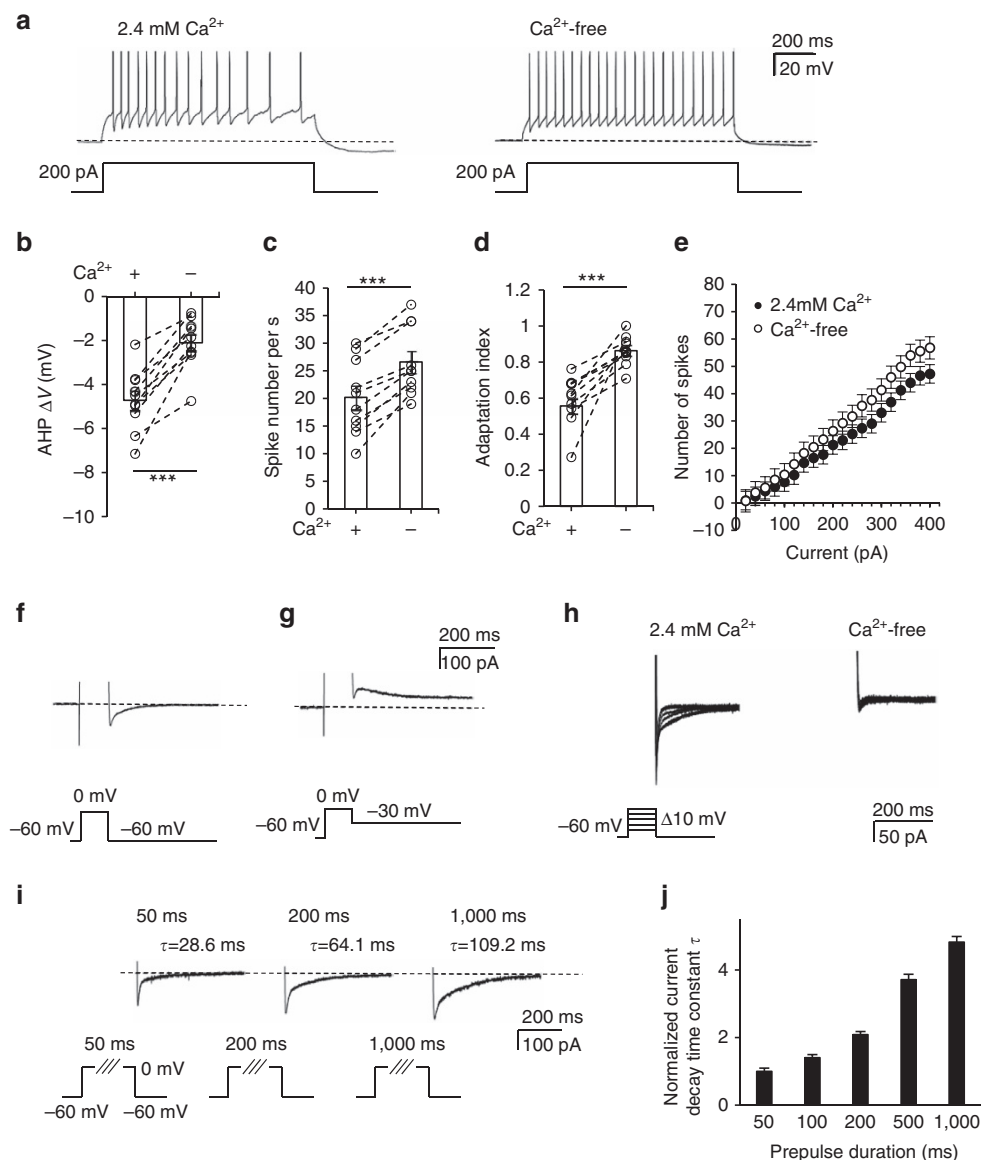 a
2.4 mM Ca²⁺
Ca²⁺-free
200 ms
20 mV
200 pA
200 pA
b
Ca²⁺
+ −
0
−2
−4
−6
−8
−10
AHP ΔV (mV)
***
c
***
40
35
30
25
20
15
10
5
0
Spike number per s
Ca²⁺ + −
d
***
1.2
1
0.8
0.6
0.4
0.2
0
Adaptation index
Ca²⁺ + −
e
80
70
60
50
40
30
20
10
0
−10
Number of spikes
2.4mM Ca²⁺
Ca²⁺-free
0 100 200 300 400
Current (pA)
f
0 mV
−60 mV
−60 mV
g
200 ms
100 pA
0 mV
−30 mV
−60 mV
h
2.4 mM Ca²⁺
Ca²⁺-free
−60 mV
Δ10 mV
200 ms
50 pA
i
50 ms
200 ms
1,000 ms
τ=28.6 ms
τ=64.1 ms
τ=109.2 ms
200 ms
100 pA
50 ms
0 mV
−60 mV
−60 mV
200 ms
1,000 ms
j
Normalized current
decay time constant τ
4
2
0
50 100 200 500 1,000
Prepulse duration (ms)